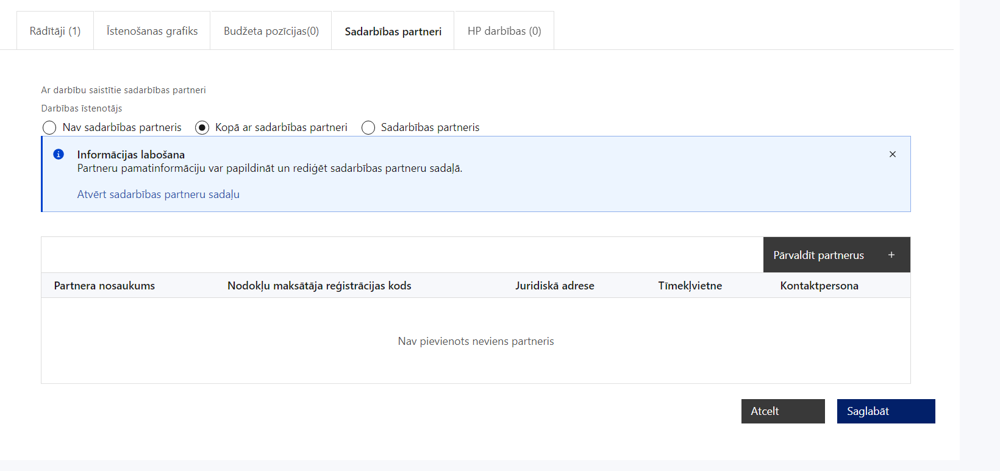 Rādītāji (1) Īstenošanas grafiks Budžeta pozīcijas(0) Sadarbības partneri HP darbības (0)
Ar darbību saistītie sadarbības partneri
Darbības īstenotājs
Nav sadarbības partneris Kopā ar sadarbības partneri Sadarbības partneris
Informācijas labošana
Partneru pamatinformāciju var papildināt un rediģēt sadarbības partneru sadaļā.
Atvērt sadarbības partneru sadaļu
Pārvaldīt partnerus +
Partnera nosaukums Nodokļu maksātāja reģistrācijas kods Juridiskā adrese Tīmekļvietne Kontaktpersona
Nav pievienots neviens partneris
Atcelt Saglabāt